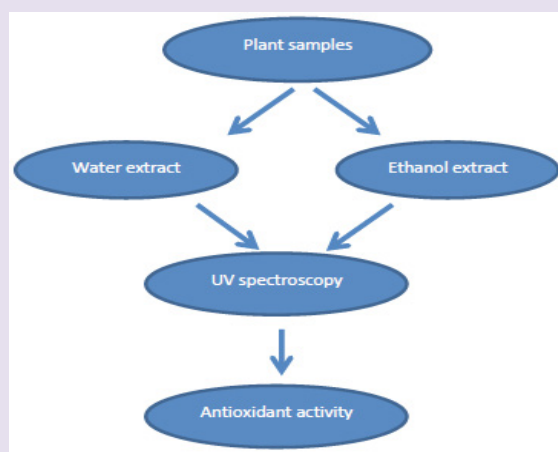 Plant samples
Water extract
Ethanol extract
UV spectroscopy
Antioxidant activity